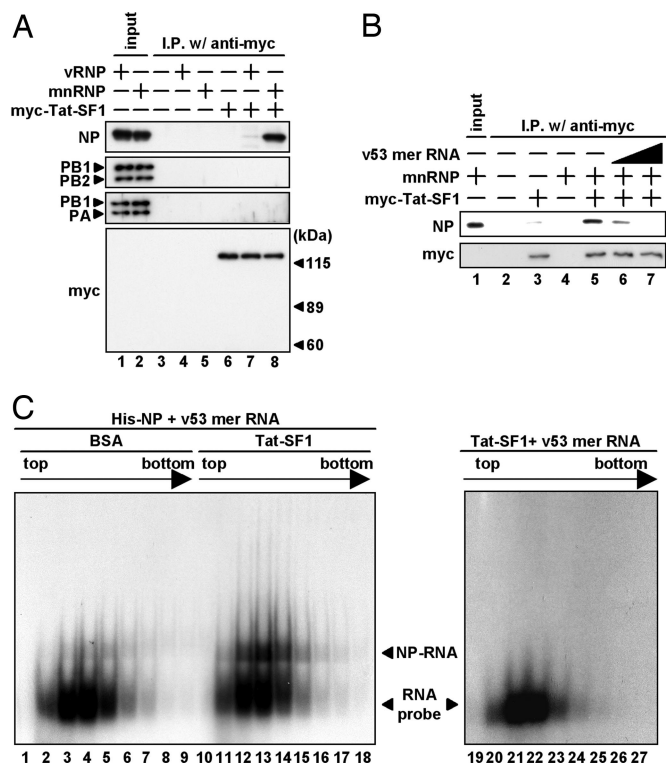 A
input
I.P. w/ anti-myc
vRNP + − − + − − + −
mnRNP − + − − + − − +
myc-Tat-SF1 − − − − − + + +
NP
PB1
PB2
PB1
PA
(kDa)
myc
115
89
60
1 2 3 4 5 6 7 8
B
input
I.P. w/ anti-myc
v53 mer RNA − − − − −
mnRNP + − − + + + +
myc-Tat-SF1 − − + − + + +
NP
myc
1 2 3 4 5 6 7
C
His-NP + v53 mer RNA
BSA Tat-SF1
top bottom top bottom
NP-RNA
RNA
probe
1 2 3 4 5 6 7 8 9 10 11 12 13 14 15 16 17 18
Tat-SF1+ v53 mer RNA
top bottom
19 20 21 22 23 24 25 26 27